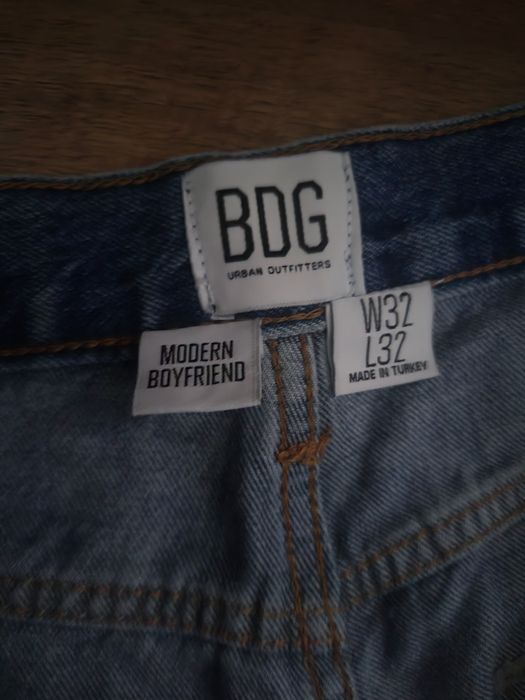 BDG
URBAN OUTFITTERS
MODERN
BOYFRIEND
W32
L32
MADE IN TURKEY